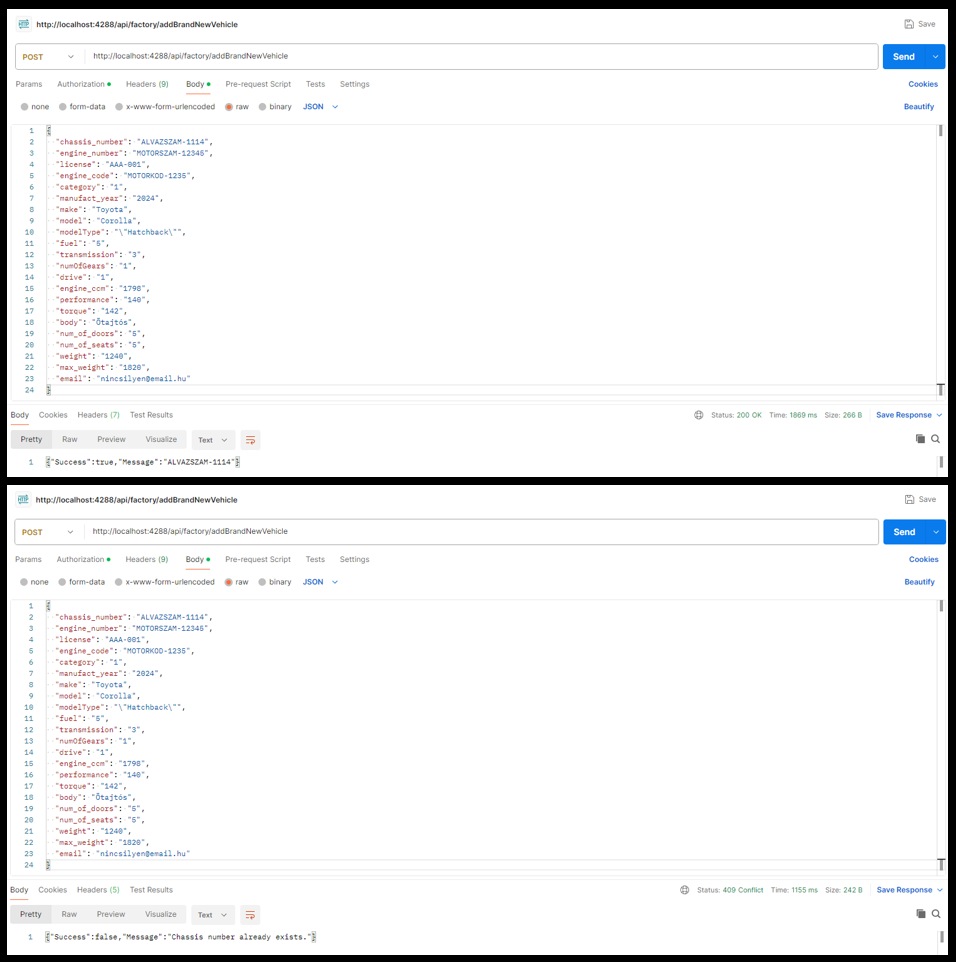 http://localhost:4288/api/factory/addBrandNewVehicle Save
POST http://localhost:4288/api/factory/addBrandNewVehicle Send
Params Authorization Headers (9) Body Pre-request Script Tests Settings Cookies
none form-data x-www-form-urlencoded raw binary JSON Beautify
1 {
2 "chassis_number": "ALVAZSZAM-1114",
3 "engine_number": "MOTORSZAM-12345",
4 "license": "AAA-001",
5 "engine_code": "MOTORKOD-1235",
6 "category": "1",
7 "manufact_year": "2024",
8 "make": "Toyota",
9 "model": "Corolla",
10 "modelType": "\"Hatchback\"",
11 "fuel": "5",
12 "transmission": "3",
13 "numOfGears": "1",
14 "drive": "1",
15 "engine_ccm": "1798",
16 "performance": "140",
17 "torque": "142",
18 "body": "Ötajtós",
19 "num_of_doors": "5",
20 "num_of_seats": "5",
21 "weight": "1240",
22 "max_weight": "1820",
23 "email": "nincsilyen@email.hu"
24 }
Body Cookies Headers (7) Test Results Status: 200 OK Time: 1869 ms Size: 266 B Save Response
Pretty Raw Preview Visualize Text
1 {"Success":true,"Message":"ALVAZSZAM-1114"}
http://localhost:4288/api/factory/addBrandNewVehicle Save
POST http://localhost:4288/api/factory/addBrandNewVehicle Send
Params Authorization Headers (9) Body Pre-request Script Tests Settings Cookies
none form-data x-www-form-urlencoded raw binary JSON Beautify
1 {
2 "chassis_number": "ALVAZSZAM-1114",
3 "engine_number": "MOTORSZAM-12345",
4 "license": "AAA-001",
5 "engine_code": "MOTORKOD-1235",
6 "category": "1",
7 "manufact_year": "2024",
8 "make": "Toyota",
9 "model": "Corolla",
10 "modelType": "\"Hatchback\"",
11 "fuel": "5",
12 "transmission": "3",
13 "numOfGears": "1",
14 "drive": "1",
15 "engine_ccm": "1798",
16 "performance": "140",
17 "torque": "142",
18 "body": "Ötajtós",
19 "num_of_doors": "5",
20 "num_of_seats": "5",
21 "weight": "1240",
22 "max_weight": "1820",
23 "email": "nincsilyen@email.hu"
24 }
Body Cookies Headers (5) Test Results Status: 409 Conflict Time: 1155 ms Size: 242 B Save Response
Pretty Raw Preview Visualize Text
1 {"Success":false,"Message":"Chassis number already exists."}